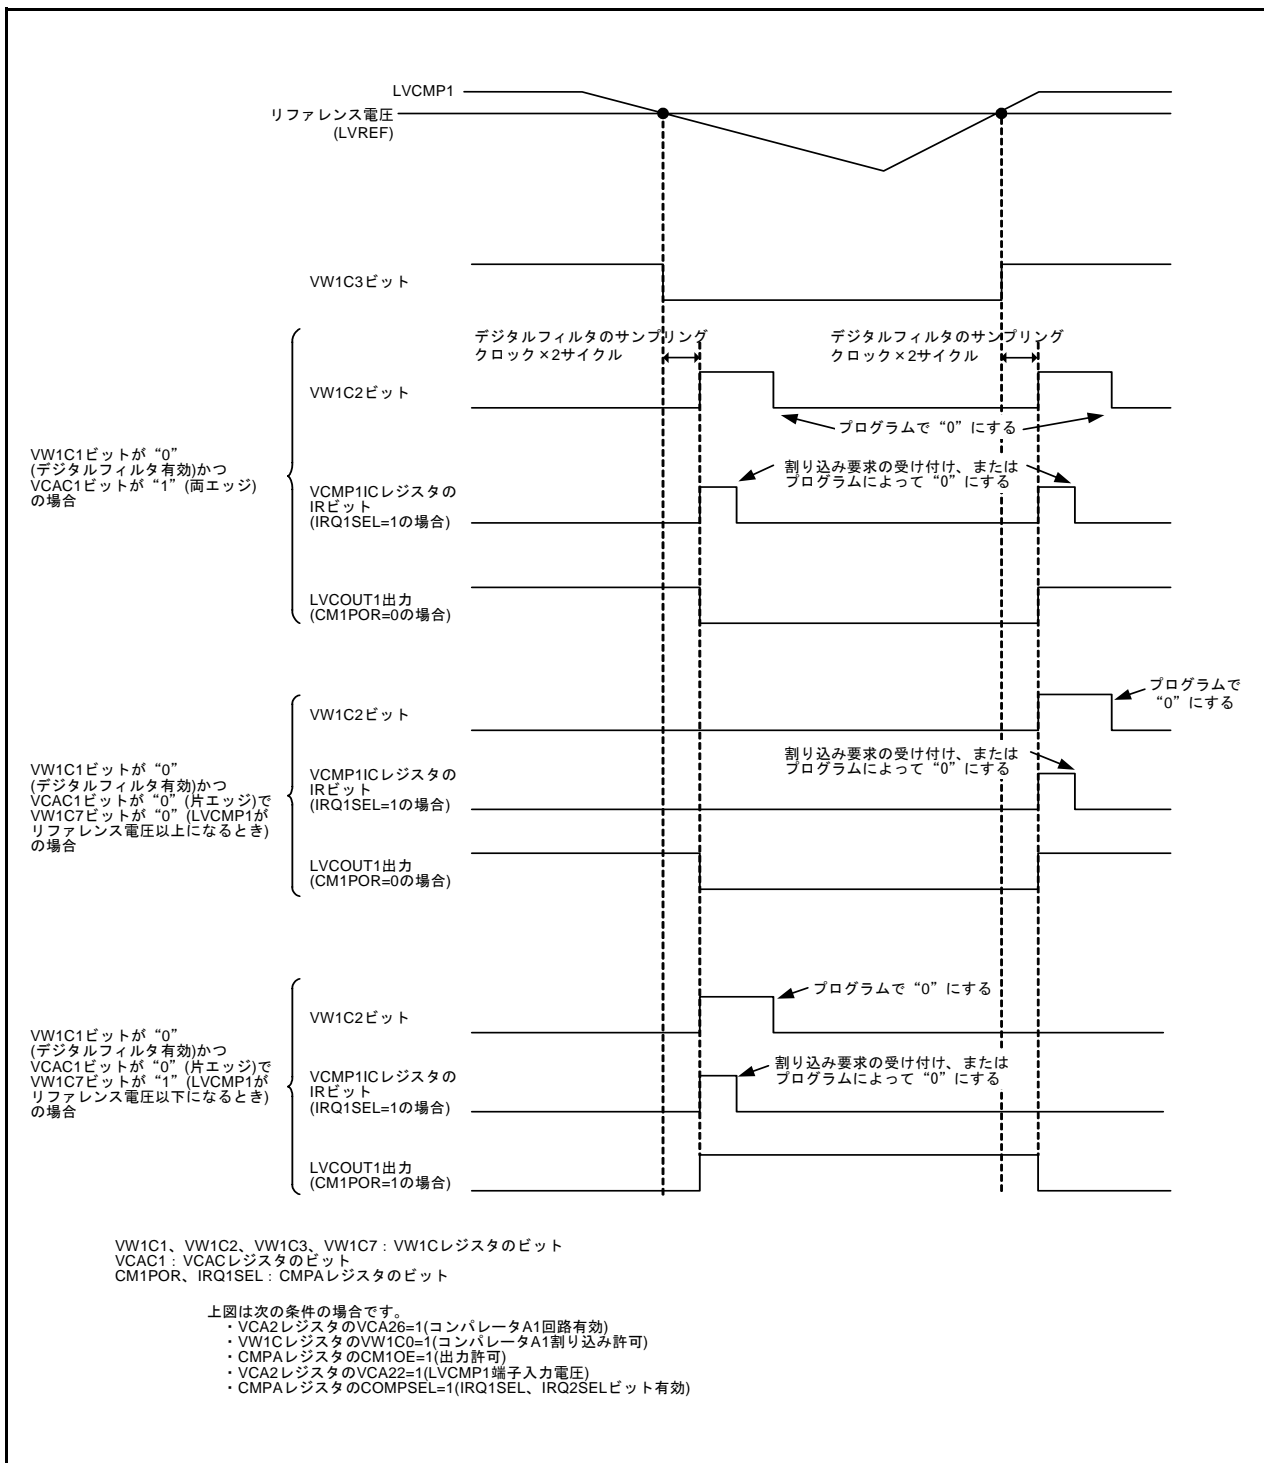 LVCMP1
リファレンス電圧
(LVREF)
VW1C3ビット
デジタルフィルタのサンプリング
クロック×2サイクル
デジタルフィルタのサンプリング
クロック×2サイクル
VW1C2ビット
プログラムで“0”にする
VW1C1ビットが“0”
(デジタルフィルタ有効)かつ
VCAC1ビットが“1”(両エッジ)
の場合
割り込み要求の受け付け、または
プログラムによって“0”にする
VCMP1ICレジスタの
IRビット
(IRQ1SEL=1の場合)
LVCOUT1出力
(CM1POR=0の場合)
プログラムで
“0”にする
VW1C2ビット
割り込み要求の受け付け、または
プログラムによって“0”にする
VW1C1ビットが“0”
(デジタルフィルタ有効)かつ
VCAC1ビットが“0”(片エッジ)で
VW1C7ビットが“0”(LVCMP1が
リファレンス電圧以上になるとき)
の場合
VCMP1ICレジスタの
IRビット
(IRQ1SEL=1の場合)
LVCOUT1出力
(CM1POR=0の場合)
プログラムで“0”にする
VW1C2ビット
VW1C1ビットが“0”
(デジタルフィルタ有効)かつ
VCAC1ビットが“0”(片エッジ)で
VW1C7ビットが“1”(LVCMP1が
リファレンス電圧以下になるとき)
の場合
割り込み要求の受け付け、または
プログラムによって“0”にする
VCMP1ICレジスタの
IRビット
(IRQ1SEL=1の場合)
LVCOUT1出力
(CM1POR=1の場合)
VW1C1、VW1C2、VW1C3、VW1C7：VW1Cレジスタのビット
VCAC1：VCACレジスタのビット
CM1POR、IRQ1SEL：CMPAレジスタのビット
上図は次の条件の場合です。
・VCA2レジスタのVCA26=1(コンパレータA1回路有効)
・VW1CレジスタのVW1C0=1(コンパレータA1割り込み許可)
・CMPAレジスタのCM1OE=1(出力許可)
・VCA2レジスタのVCA22=1(LVCMP1端子入力電圧)
・CMPAレジスタのCOMPSEL=1(IRQ1SEL、IRQ2SELビット有効)